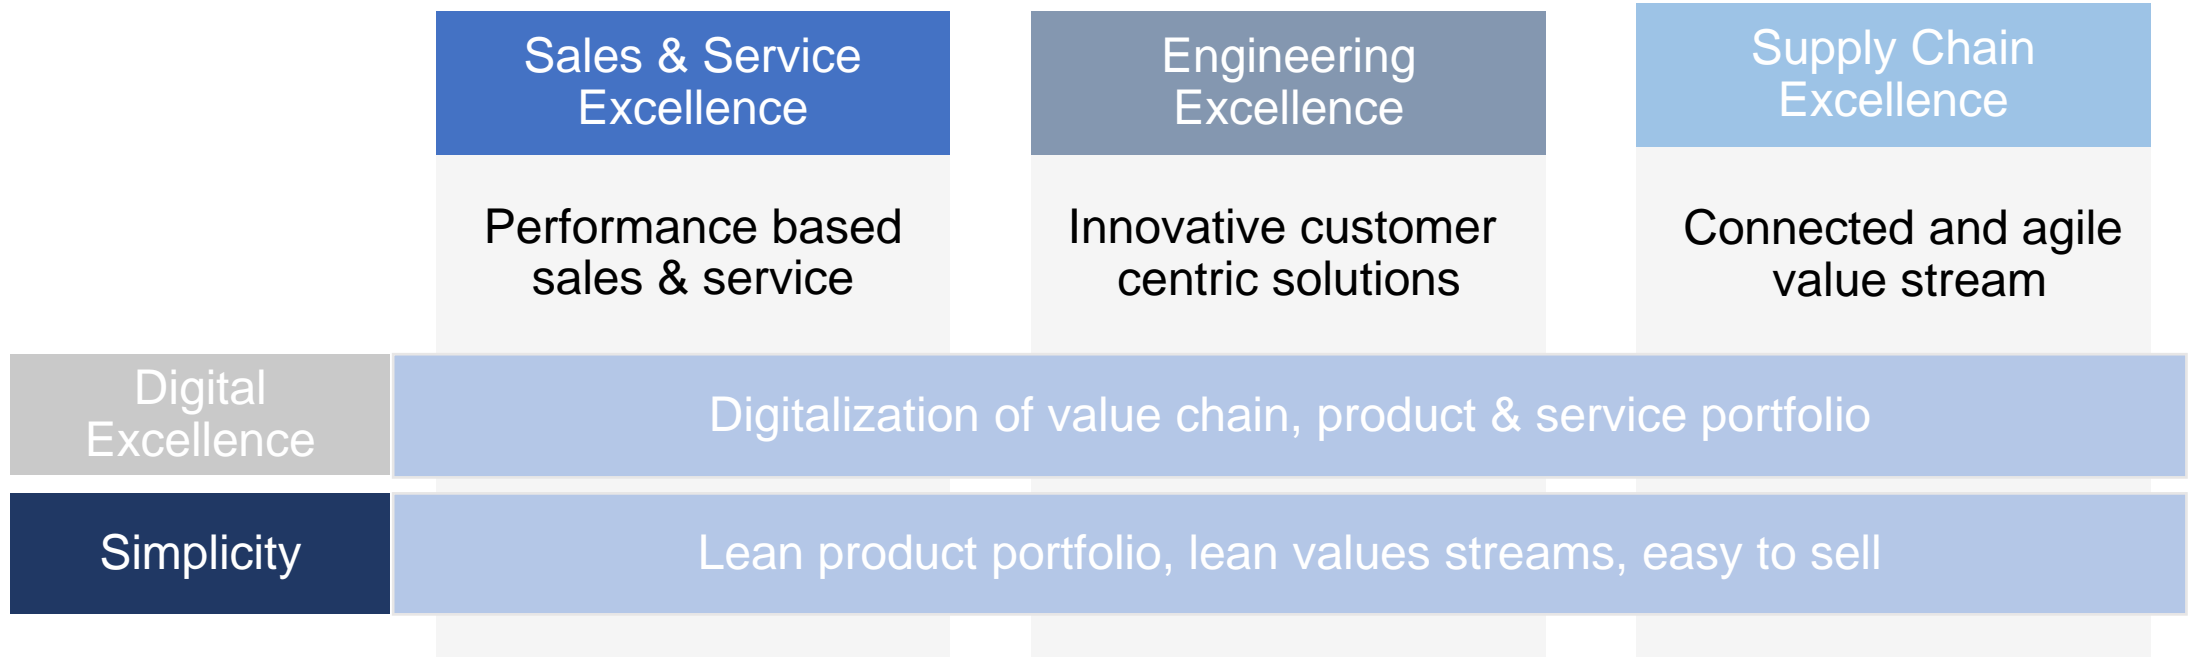 Sales & Service
Excellence
Engineering
Excellence
Supply Chain
Excellence
Performance based
sales & service
Innovative customer
centric solutions
Connected and agile
value stream
Digital
Excellence
Digitalization of value chain, product & service portfolio
Simplicity
Lean product portfolio, lean values streams, easy to sell